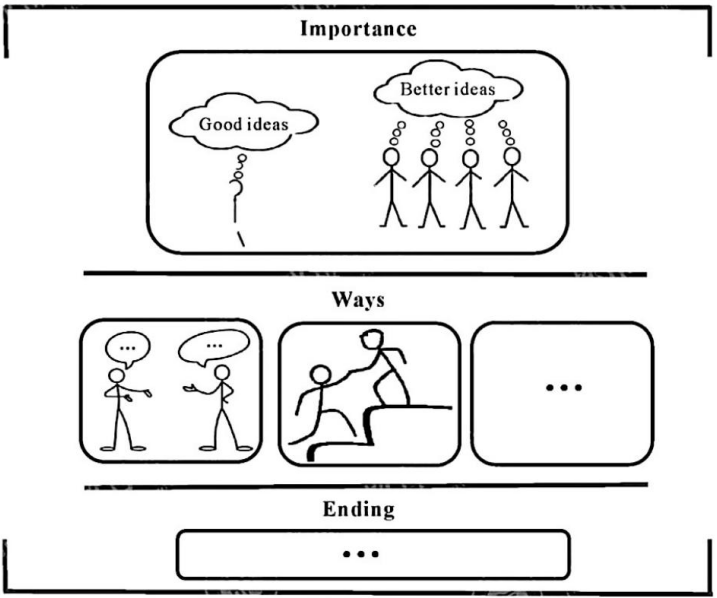 Importance
Good ideas
Better ideas
Ways
...
...
...
Ending
...